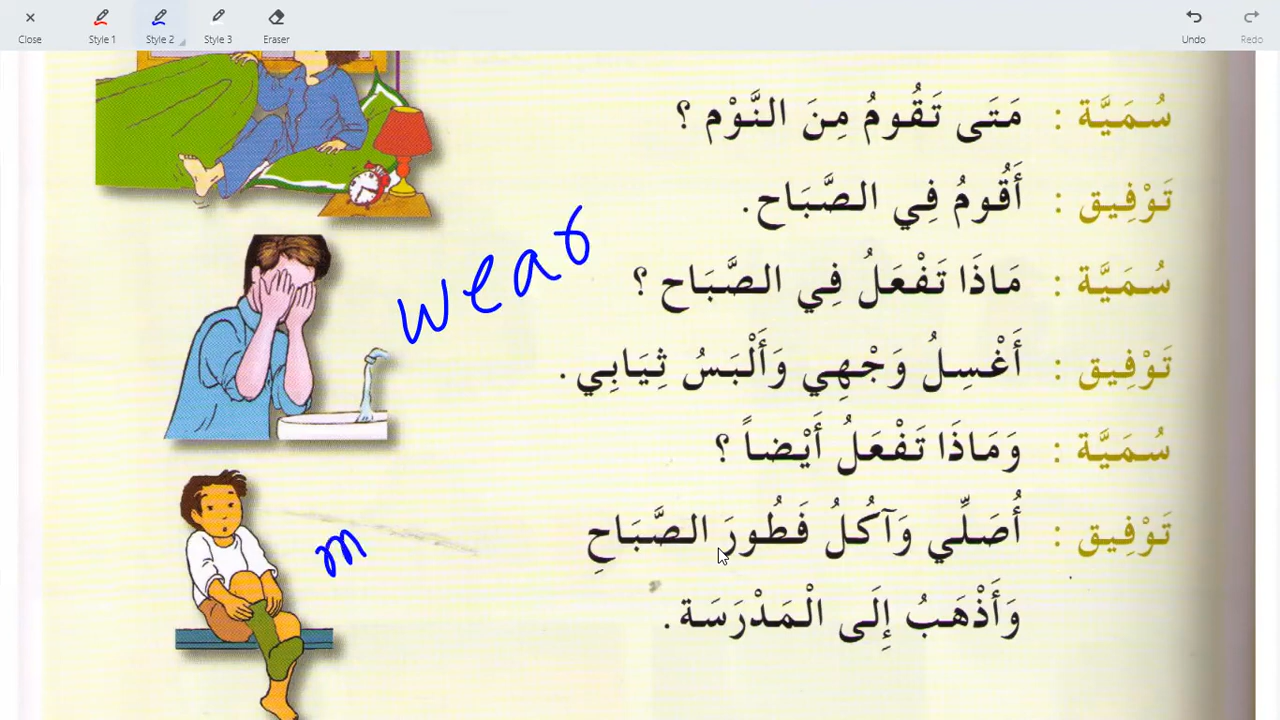 Close
Style 1
Style 2
Style 3
Eraser
Undo
Redo
سُمَيَّة : مَتَى تَقُومُ مِنَ النَّوْم ؟
تَوْفِيق : أَقُومُ فِي الصَّبَاح.
سُمَيَّة : مَاذَا تَفْعَلُ فِي الصَّبَاح ؟
تَوْفِيق : أَغْسِلُ وَجْهِي وَأَلْبَسُ ثِيَابِي .
سُمَيَّة : وَمَاذَا تَفْعَلُ أَيْضاً ؟
تَوْفِيق : أُصَلِّي وَآكُلُ فَطُورَ الصَّبَاحِ
وَأَذْهَبُ إِلَى الْمَدْرَسَة .
wear
m